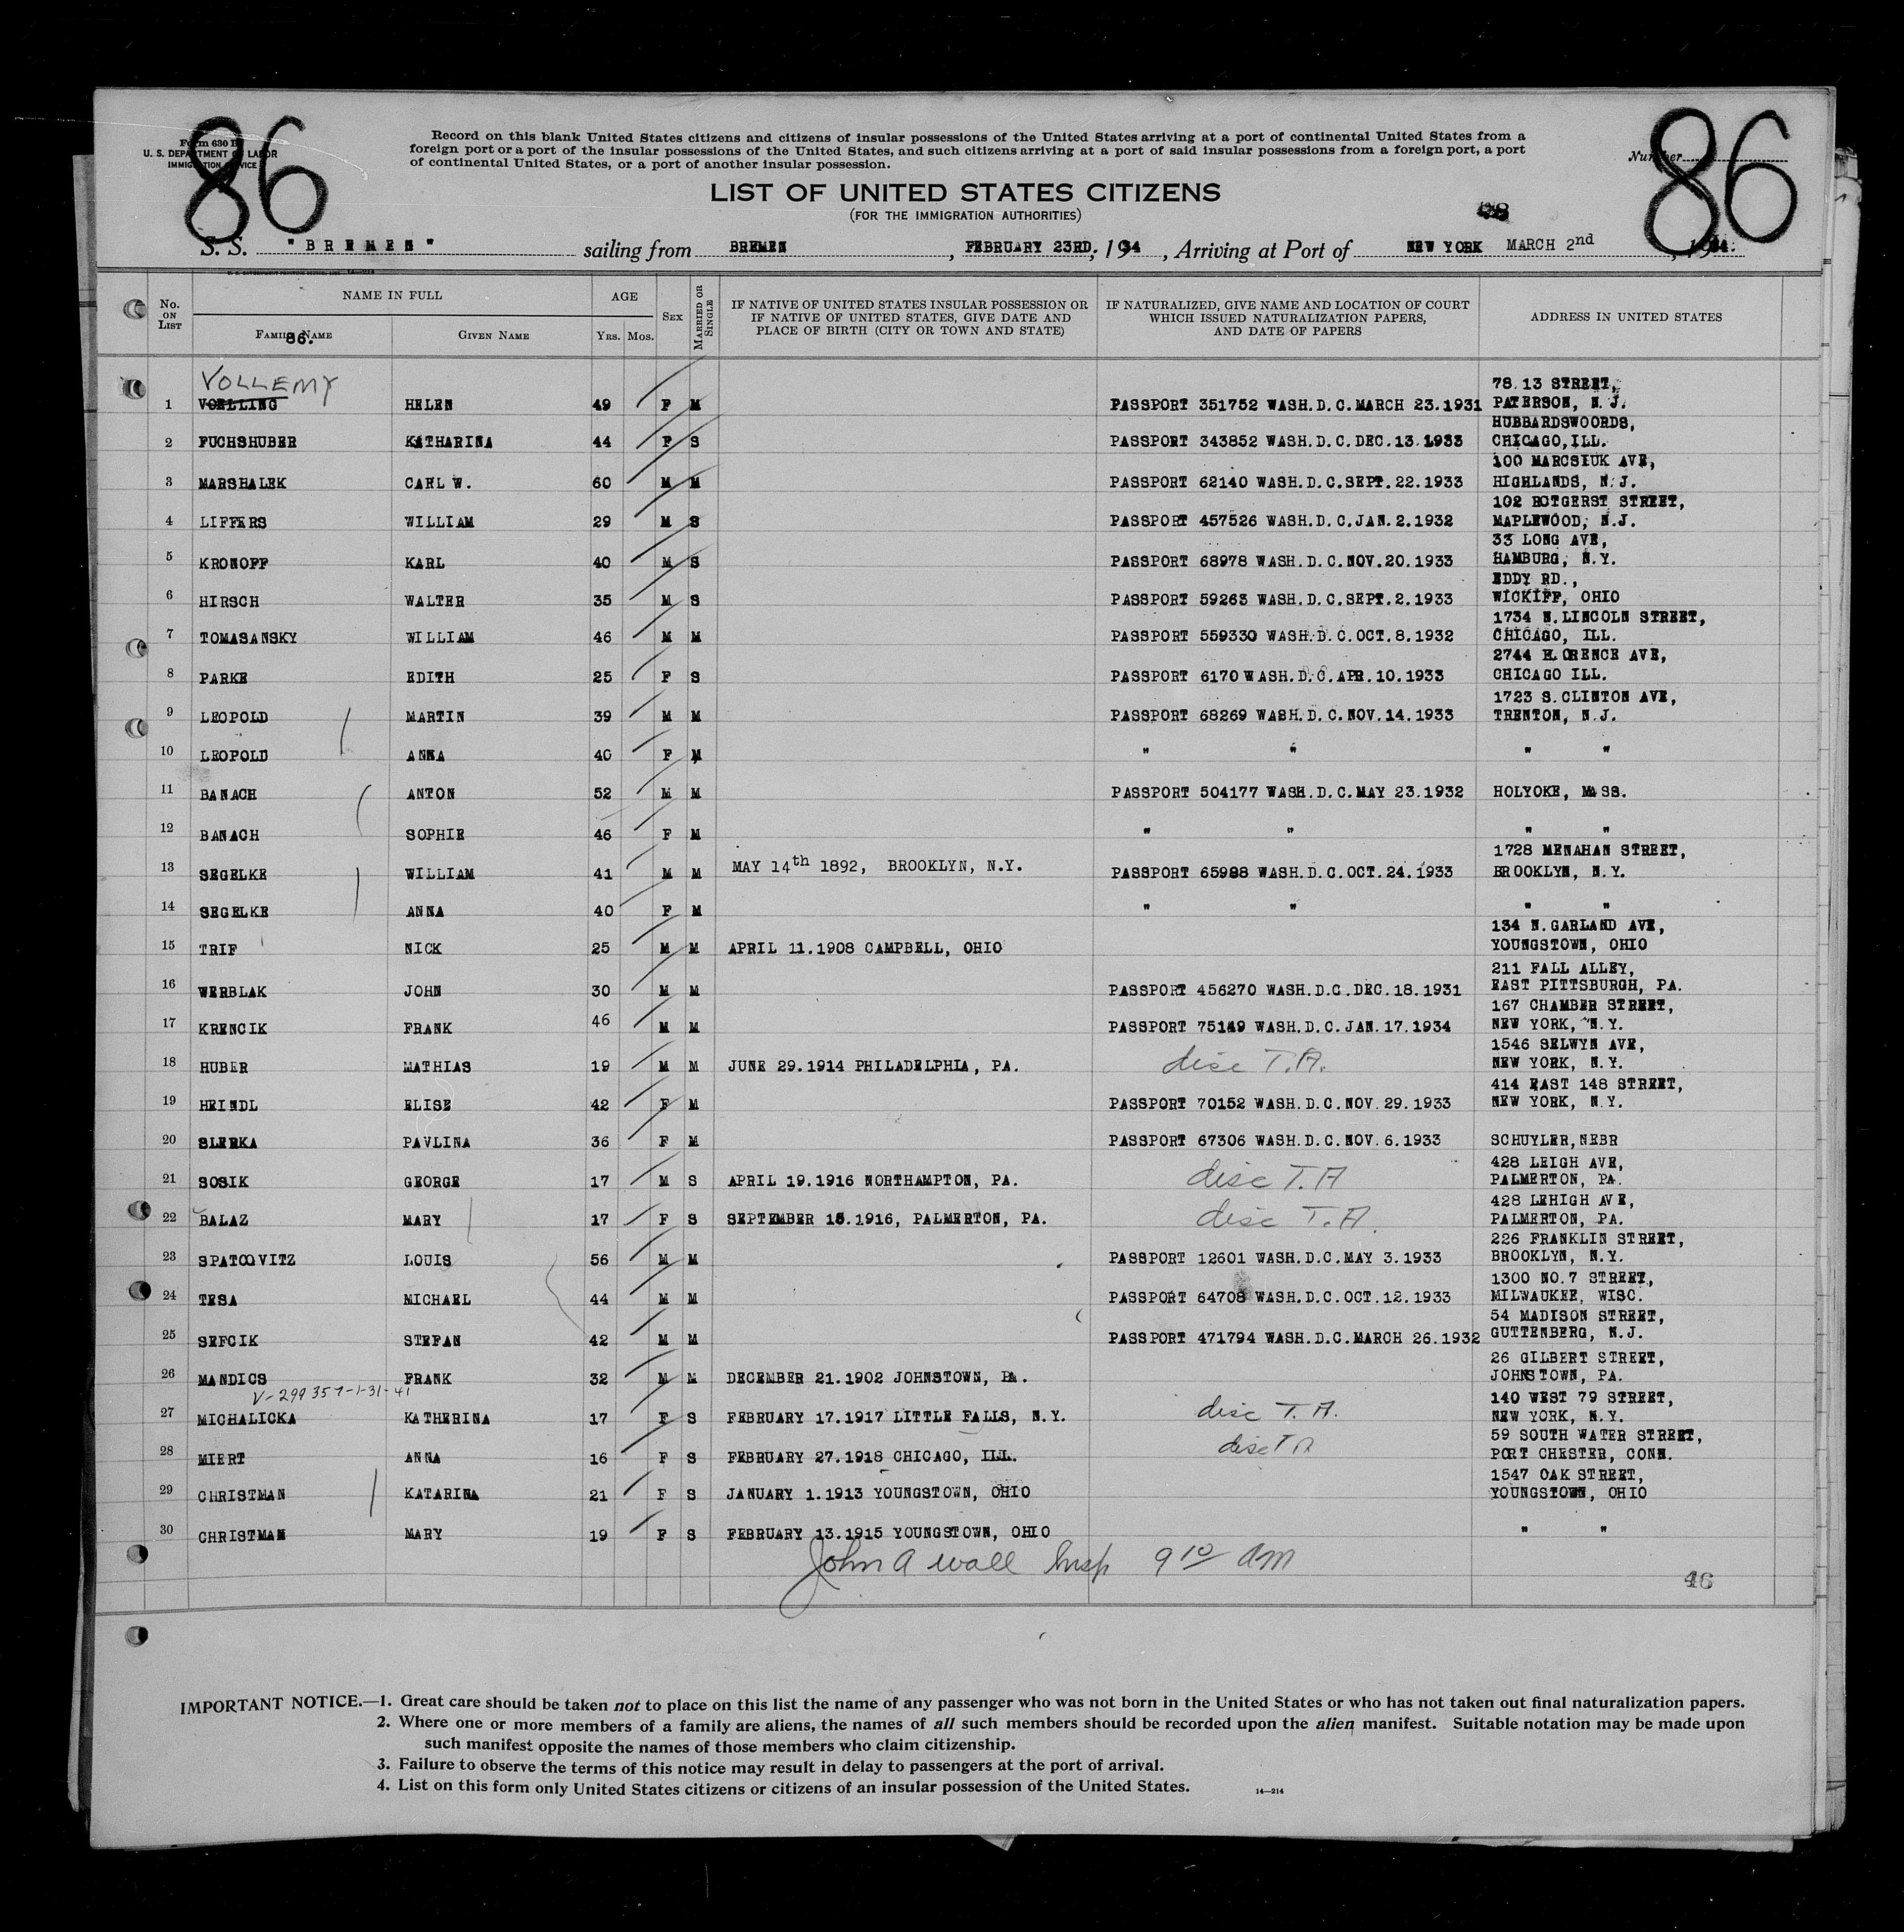 86
86
Form 630 B
U. S. DEPARTMENT OF LABOR
IMMIGRATION SERVICE
Record on this blank United States citizens and citizens of insular possessions of the United States arriving at a port of continental United States from a
foreign port or a port of the insular possessions of the United States, and such citizens arriving at a port of said insular possessions from a foreign port, a port
of continental United States, or a port of another insular possession.
Number
LIST OF UNITED STATES CITIZENS
(FOR THE IMMIGRATION AUTHORITIES)
S. S. "BREMEN" sailing from BREMEN, FEBRUARY 23RD, 1934, Arriving at Port of NEW YORK MARCH 2nd, 1934.
No. ON LIST
NAME IN FULL
FAMILY NAME
86.
GIVEN NAME
AGE
YRS. MOS.
SEX
MARRIED OR SINGLE
IF NATIVE OF UNITED STATES INSULAR POSSESSION OR
IF NATIVE OF UNITED STATES, GIVE DATE AND
PLACE OF BIRTH (CITY OR TOWN AND STATE)
IF NATURALIZED, GIVE NAME AND LOCATION OF COURT
WHICH ISSUED NATURALIZATION PAPERS,
AND DATE OF PAPERS
ADDRESS IN UNITED STATES
VOLLEMY
78.13 STREET,
1 VOELLING HELEN 49 F M PASSPORT 351752 WASH.D.C.MARCH 23.1931 PATERSON, N.J.
HUBBARDSWOORDS,
2 FUCHSHUBER KATHARINA 44 F S PASSPORT 343852 WASH.D.C.DEC.13.1933 CHICAGO,ILL.
100 MARCSIUK AVE,
3 MARSHALEK CARL W. 60 M M PASSPORT 62140 WASH.D.C.SEPT.22.1933 HIGHLANDS, N.J.
102 ROTGERST STREET,
4 LIFFERS WILLIAM 29 M S PASSPORT 457526 WASH.D.C.JAN.2.1932 MAPLEWOOD, N.J.
33 LONG AVE,
5 KRONOFF KARL 40 M S PASSPORT 68978 WASH.D.C.NOV.20.1933 HAMBURG, N.Y.
EDDY RD.,
6 HIRSCH WALTER 35 M S PASSPORT 59263 WASH.D.C.SEPT.2.1933 WICKIFF, OHIO
1734 N.LINCOLN STREET,
7 TOMASANSKY WILLIAM 46 M M PASSPORT 559330 WASH.D.C.OCT.8.1932 CHICAGO, ILL.
2744 AVE,
8 PARKE EDITH 25 F S PASSPORT 6170 WASH.D.C.APR.10.1933 CHICAGO ILL.
1723 S.CLINTON AVE,
9 LEOPOLD MARTIN 39 M M PASSPORT 68269 WASH.D.C.NOV.14.1933 TRENTON, N.J.
10 LEOPOLD ANNA 40 F M " " " "
11 BANACH ANTON 52 M M PASSPORT 504177 WASH.D.C.MAY 23.1932 HOLYOKE, MASS.
12 BANACH SOPHIE 46 F M " " " "
1728 MENAHAN STREET,
13 SEGELKE WILLIAM 41 M M MAY 14th 1892, BROOKLYN, N.Y. PASSPORT 65988 WASH.D.C.OCT.24.1933 BROOKLYN, N.Y.
14 SEGELKE ANNA 40 F M " " " "
134 N.GARLAND AVE,
15 TRIF NICK 25 M M APRIL 11.1908 CAMPBELL, OHIO YOUNGSTOWN, OHIO
211 FALL ALLEY,
16 WERBLAK JOHN 30 M M PASSPORT 456270 WASH.D.C.DEC.18.1931 EAST PITTSBURGH, PA.
167 CHAMBER STREET,
17 KRENCIK FRANK 46 M M PASSPORT 75149 WASH.D.C.JAN.17.1934 NEW YORK, N.Y.
1546 SELWYN AVE,
18 HUBER MATHIAS 19 M M JUNE 29.1914 PHILADELPHIA, PA. disc T.A. NEW YORK, N.Y.
414 EAST 148 STREET,
19 HEINDL ELISE 42 F M PASSPORT 70152 WASH.D.C.NOV.29.1933 NEW YORK, N.Y.
20 SLERKA PAVLINA 36 F M PASSPORT 67306 WASH.D.C.NOV.6.1933 SCHUYLER,NEBR
428 LEIGH AVE,
21 SOSIK GEORGE 17 M S APRIL 19.1916 NORTHAMPTON, PA. disc T.A PALMERTON, PA.
428 LEHIGH AVE,
22 BALAZ MARY 17 F S SEPTEMBER 15.1916, PALMERTON, PA. disc T.A. PALMERTON, PA.
226 FRANKLIN STREET,
23 SPATCOVITZ LOUIS 56 M M PASSPORT 12601 WASH.D.C.MAY 3.1933 BROOKLYN, N.Y.
1300 NO.7 STREET,
24 TESA MICHAEL 44 M M PASSPORT 64708 WASH.D.C.OCT.12.1933 MILWAUKEE, WISC.
54 MADISON STREET,
25 SEFCIK STEFAN 42 M M PASSPORT 471794 WASH.D.C.MARCH 26.1932 GUTTENBERG, N.J.
26 GILBERT STREET,
26 MANDICS FRANK 32 M M DECEMBER 21.1902 JOHNSTOWN, PA. JOHNSTOWN, PA.
V-299357-1-31-41
140 WEST 79 STREET,
27 MICHALICKA KATHERINA 17 F S FEBRUARY 17.1917 LITTLE FALLS, N.Y. disc T.A. NEW YORK, N.Y.
59 SOUTH WATER STREET,
28 MIERT ANNA 16 F S FEBRUARY 27.1918 CHICAGO, ILL. disc T A PORT CHESTER, CONN.
1547 OAK STREET,
29 CHRISTMAN KATARINA 21 F S JANUARY 1.1913 YOUNGSTOWN, OHIO YOUNGSTOWN, OHIO
30 CHRISTMAN MARY 19 F S FEBRUARY 13.1915 YOUNGSTOWN, OHIO " "
John A Wall Insp 9 10 AM
46
IMPORTANT NOTICE.—1. Great care should be taken not to place on this list the name of any passenger who was not born in the United States or who has not taken out final naturalization papers.
2. Where one or more members of a family are aliens, the names of all such members should be recorded upon the alien manifest. Suitable notation may be made upon
such manifest opposite the names of those members who claim citizenship.
3. Failure to observe the terms of this notice may result in delay to passengers at the port of arrival.
4. List on this form only United States citizens or citizens of an insular possession of the United States.
14—214